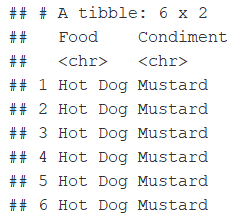 ## # A tibble: 6 x 2
##   Food    Condiment
##   <chr>   <chr>
## 1 Hot Dog Mustard
## 2 Hot Dog Mustard
## 3 Hot Dog Mustard
## 4 Hot Dog Mustard
## 5 Hot Dog Mustard
## 6 Hot Dog Mustard